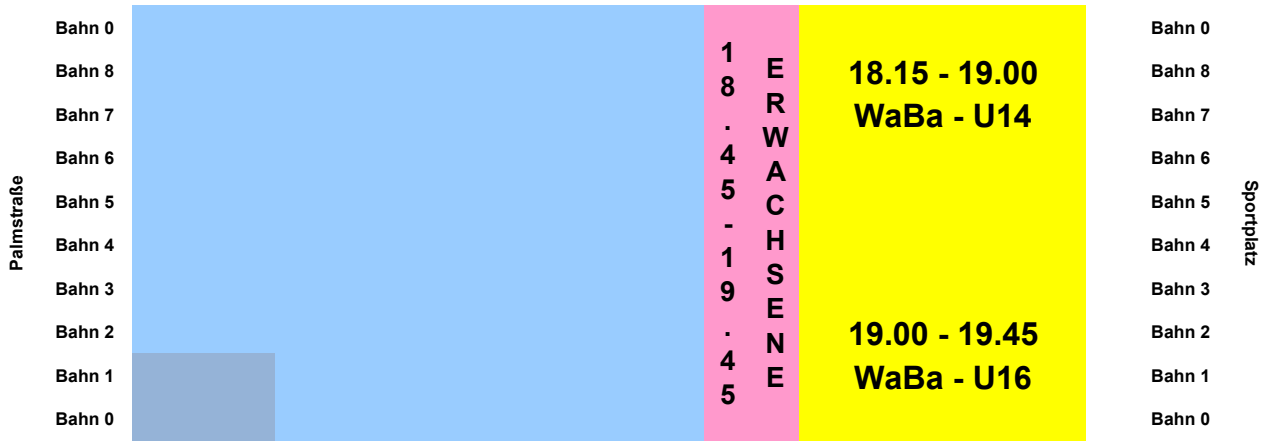 Palmstraße
Bahn 0
Bahn 8
Bahn 7
Bahn 6
Bahn 5
Bahn 4
Bahn 3
Bahn 2
Bahn 1
Bahn 0
18.45-19.45
ERWACHSENE
18.15 - 19.00
WaBa - U14
19.00 - 19.45
WaBa - U16
Bahn 0
Bahn 8
Bahn 7
Bahn 6
Bahn 5
Bahn 4
Bahn 3
Bahn 2
Bahn 1
Bahn 0
Sportplatz